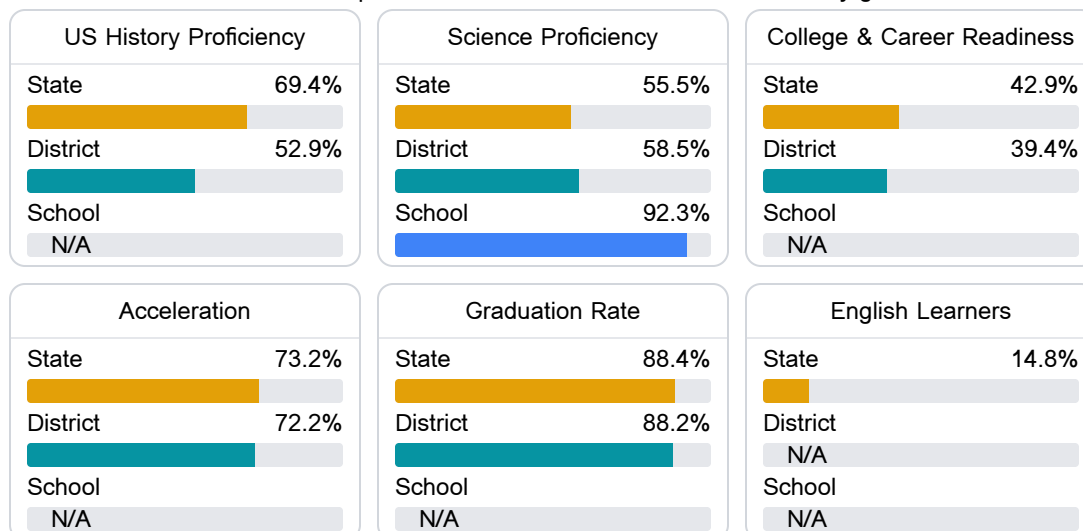 US History Proficiency
State 69.4%
District 52.9%
School
N/A
Science Proficiency
State 55.5%
District 58.5%
School 92.3%
College & Career Readiness
State 42.9%
District 39.4%
School
N/A
Acceleration
State 73.2%
District 72.2%
School
N/A
Graduation Rate
State 88.4%
District 88.2%
School
N/A
English Learners
State 14.8%
District
N/A
School
N/A